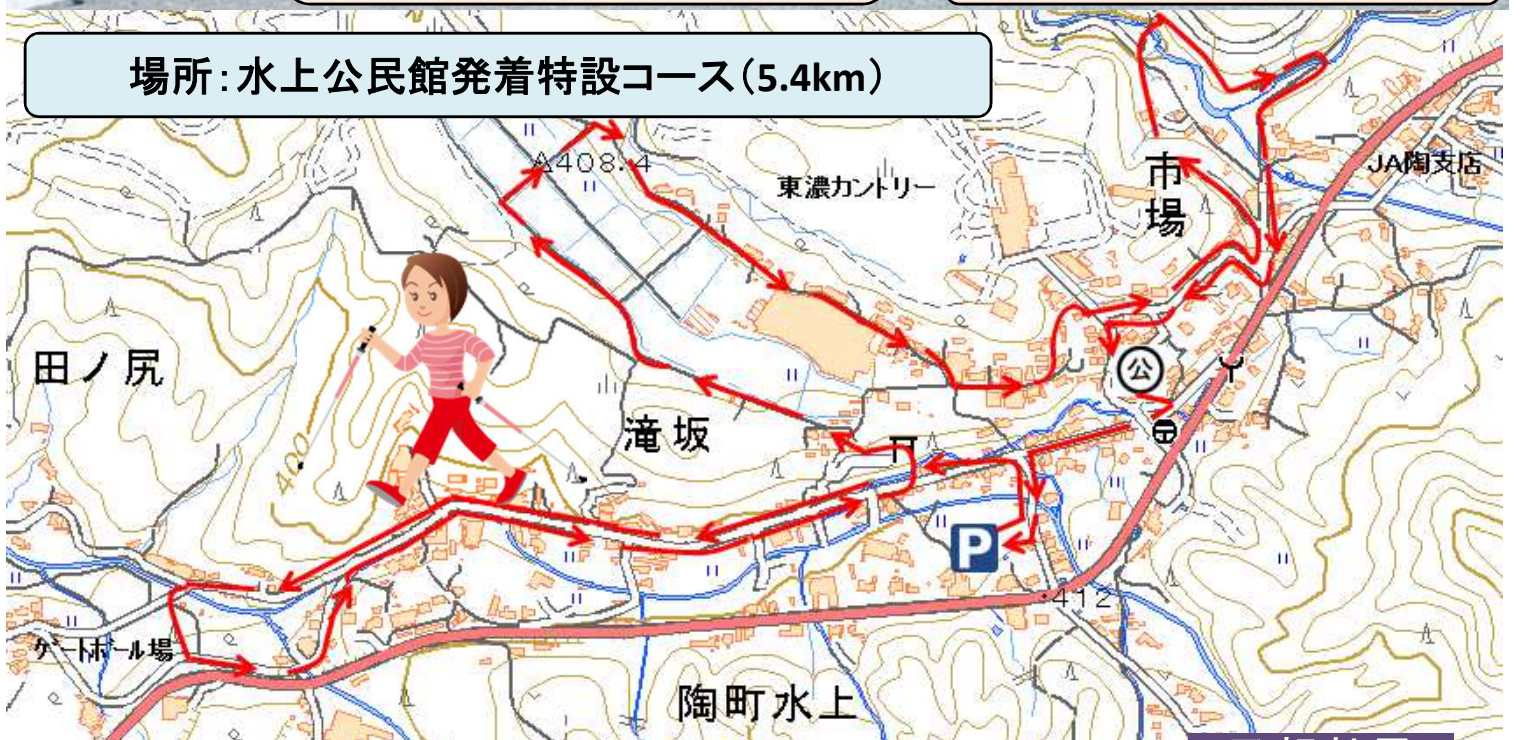 場所：水上公民館発着特設コース（5.4km）
408.4
東濃カントリー
市場
JA陶支店
田ノ尻
400
滝坂
公
P
412
ゲートボール場
陶町水上